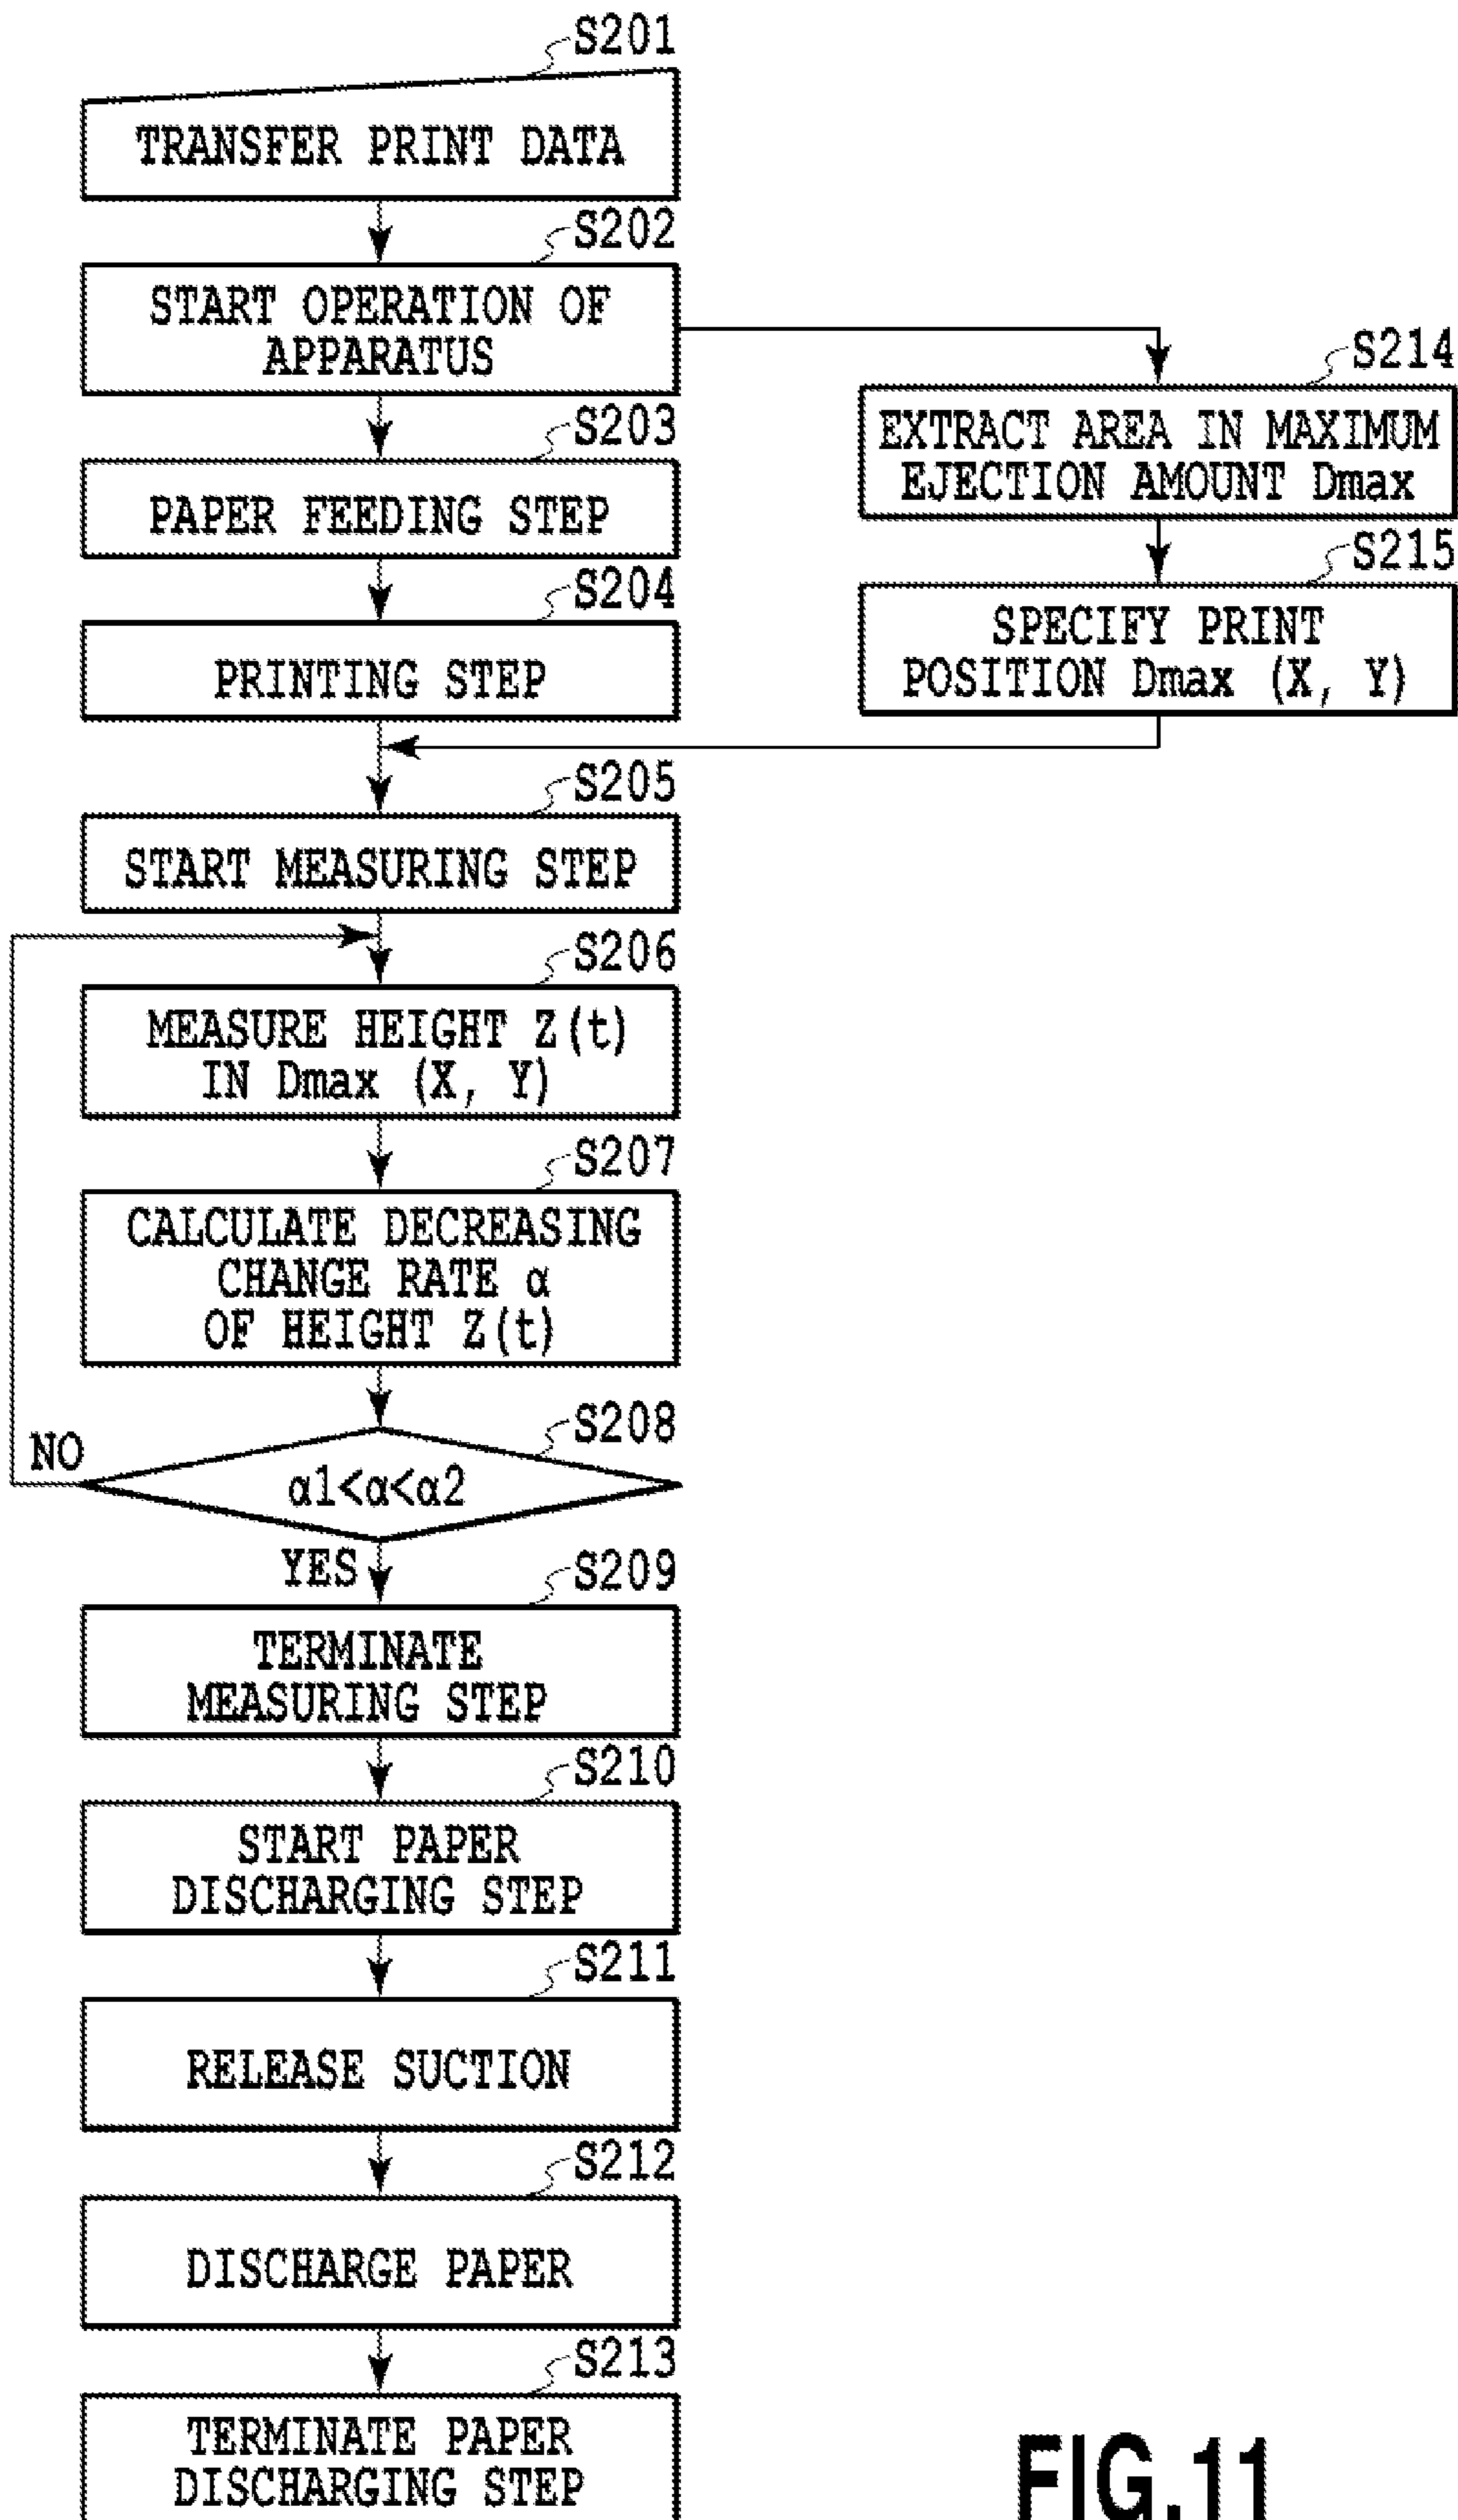 S201
TRANSFER PRINT DATA
S202
START OPERATION OF
APPARATUS
S203
PAPER FEEDING STEP
S204
PRINTING STEP
S214
EXTRACT AREA IN MAXIMUM
EJECTION AMOUNT Dmax
S215
SPECIFY PRINT
POSITION Dmax (X, Y)
S205
START MEASURING STEP
S206
MEASURE HEIGHT Z(t)
IN Dmax (X, Y)
S207
CALCULATE DECREASING
CHANGE RATE α
OF HEIGHT Z(t)
S208
α1<α<α2
NO
YES
S209
TERMINATE
MEASURING STEP
S210
START PAPER
DISCHARGING STEP
S211
RELEASE SUCTION
S212
DISCHARGE PAPER
S213
TERMINATE PAPER
DISCHARGING STEP
FIG.11